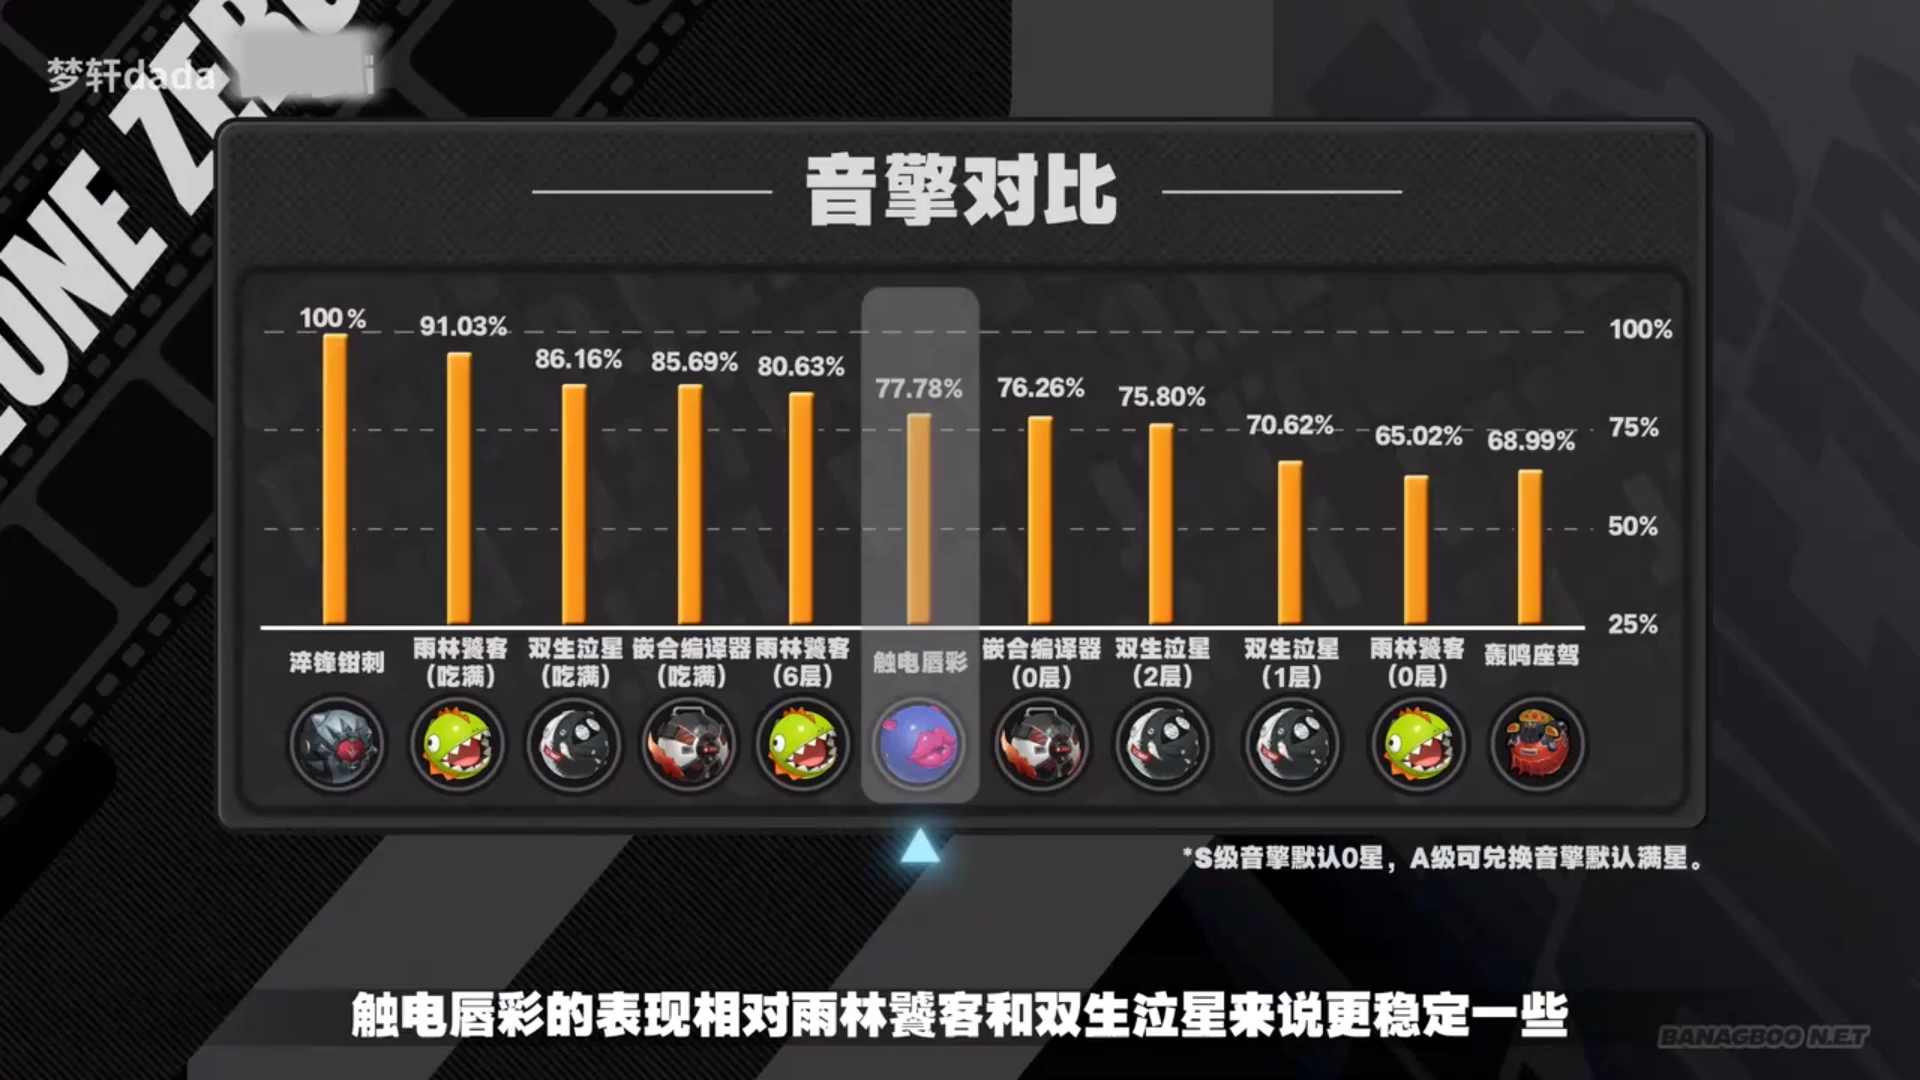 ZONE ZERO
梦轩dada
音擎对比
100%
91.03%
86.16%
85.69%
80.63%
77.78%
76.26%
75.80%
70.62%
65.02%
68.99%
100%
75%
50%
25%
淬锋钳刺
雨林饕客
(吃满)
双生泣星
(吃满)
嵌合编译器
(吃满)
雨林饕客
(6层)
触电唇彩
嵌合编译器
(0层)
双生泣星
(2层)
双生泣星
(1层)
雨林饕客
(0层)
轰鸣座驾
*S级音擎默认0星，A级可兑换音擎默认满星。
触电唇彩的表现相对雨林饕客和双生泣星来说更稳定一些
BANAGBOO N.ET